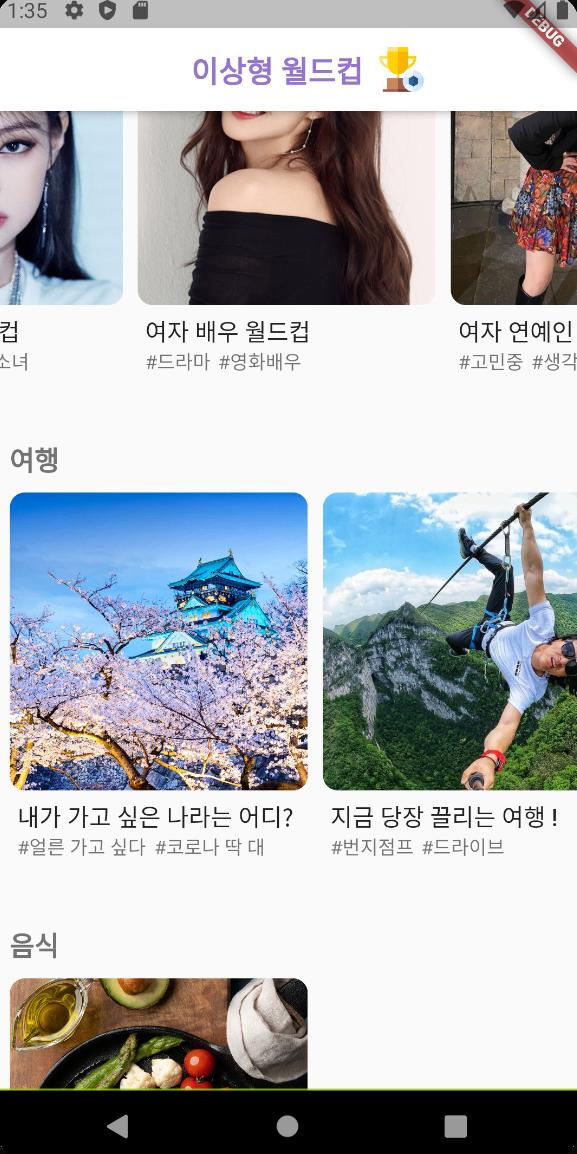 1:35
DEBUG
이상형 월드컵
컵
여자 배우 월드컵
여자 연예인
소녀
#드라마 #영화배우
#고민중 #생각
여행
내가 가고 싶은 나라는 어디?
지금 당장 끌리는 여행 !
#얼른 가고 싶다 #코로나 딱 대
#번지점프 #드라이브
음식